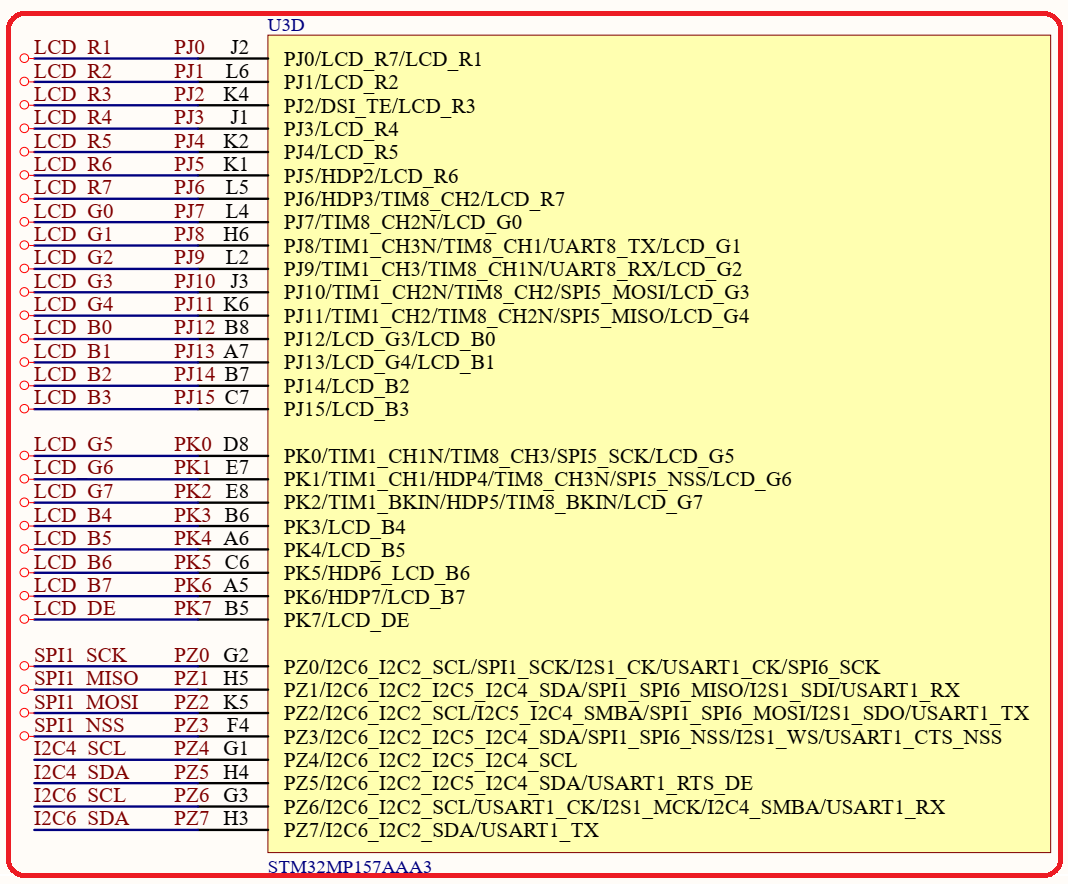 U3D
LCD_R1 PJ0 J2 PJ0/LCD_R7/LCD_R1
LCD_R2 PJ1 L6 PJ1/LCD_R2
LCD_R3 PJ2 K4 PJ2/DSI_TE/LCD_R3
LCD_R4 PJ3 J1 PJ3/LCD_R4
LCD_R5 PJ4 K2 PJ4/LCD_R5
LCD_R6 PJ5 K1 PJ5/HDP2/LCD_R6
LCD_R7 PJ6 L5 PJ6/HDP3/TIM8_CH2/LCD_R7
LCD_G0 PJ7 L4 PJ7/TIM8_CH2N/LCD_G0
LCD_G1 PJ8 H6 PJ8/TIM1_CH3N/TIM8_CH1/UART8_TX/LCD_G1
LCD_G2 PJ9 L2 PJ9/TIM1_CH3/TIM8_CH1N/UART8_RX/LCD_G2
LCD_G3 PJ10 J3 PJ10/TIM1_CH2N/TIM8_CH2/SPI5_MOSI/LCD_G3
LCD_G4 PJ11 K6 PJ11/TIM1_CH2/TIM8_CH2N/SPI5_MISO/LCD_G4
LCD_B0 PJ12 B8 PJ12/LCD_G3/LCD_B0
LCD_B1 PJ13 A7 PJ13/LCD_G4/LCD_B1
LCD_B2 PJ14 B7 PJ14/LCD_B2
LCD_B3 PJ15 C7 PJ15/LCD_B3
LCD_G5 PK0 D8 PK0/TIM1_CH1N/TIM8_CH3/SPI5_SCK/LCD_G5
LCD_G6 PK1 E7 PK1/TIM1_CH1/HDP4/TIM8_CH3N/SPI5_NSS/LCD_G6
LCD_G7 PK2 E8 PK2/TIM1_BKIN/HDP5/TIM8_BKIN/LCD_G7
LCD_B4 PK3 B6 PK3/LCD_B4
LCD_B5 PK4 A6 PK4/LCD_B5
LCD_B6 PK5 C6 PK5/HDP6_LCD_B6
LCD_B7 PK6 A5 PK6/HDP7/LCD_B7
LCD_DE PK7 B5 PK7/LCD_DE
SPI1_SCK PZ0 G2 PZ0/I2C6_I2C2_SCL/SPI1_SCK/I2S1_CK/USART1_CK/SPI6_SCK
SPI1_MISO PZ1 H5 PZ1/I2C6_I2C2_I2C5_I2C4_SDA/SPI1_SPI6_MISO/I2S1_SDI/USART1_RX
SPI1_MOSI PZ2 K5 PZ2/I2C6_I2C2_SCL/I2C5_I2C4_SMBA/SPI1_SPI6_MOSI/I2S1_SDO/USART1_TX
SPI1_NSS PZ3 F4 PZ3/I2C6_I2C2_I2C5_I2C4_SDA/SPI1_SPI6_NSS/I2S1_WS/USART1_CTS_NSS
I2C4_SCL PZ4 G1 PZ4/I2C6_I2C2_I2C5_I2C4_SCL
I2C4_SDA PZ5 H4 PZ5/I2C6_I2C2_I2C5_I2C4_SDA/USART1_RTS_DE
I2C6_SCL PZ6 G3 PZ6/I2C6_I2C2_SCL/USART1_CK/I2S1_MCK/I2C4_SMBA/USART1_RX
I2C6_SDA PZ7 H3 PZ7/I2C6_I2C2_SDA/USART1_TX
STM32MP157AAA3